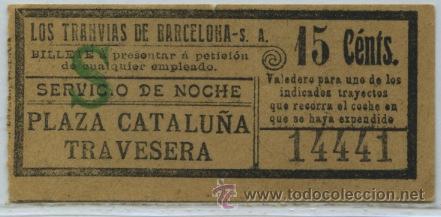 LOS TRANVIAS DE BARCELONA-S. A.
BILLETE á presentar á petición
de cualquier empleado.
S
SERVICIO DE NOCHE
PLAZA CATALUÑA
TRAVESERA
15 Cénts.
Valedero para uno de los
indicados trayectos
que recorra el coche en
que se haya expendido
14441
todocoleccion
www.todocoleccion.net